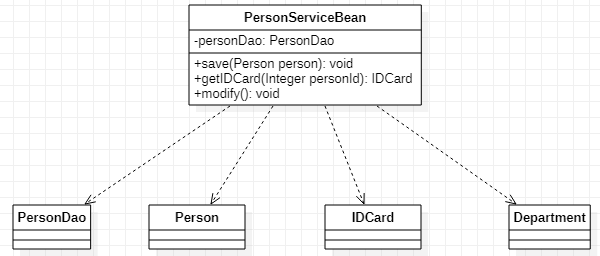 PersonServiceBean
-personDao: PersonDao
+save(Person person): void
+getIDCard(Integer personId): IDCard
+modify(): void
PersonDao
Person
IDCard
Department